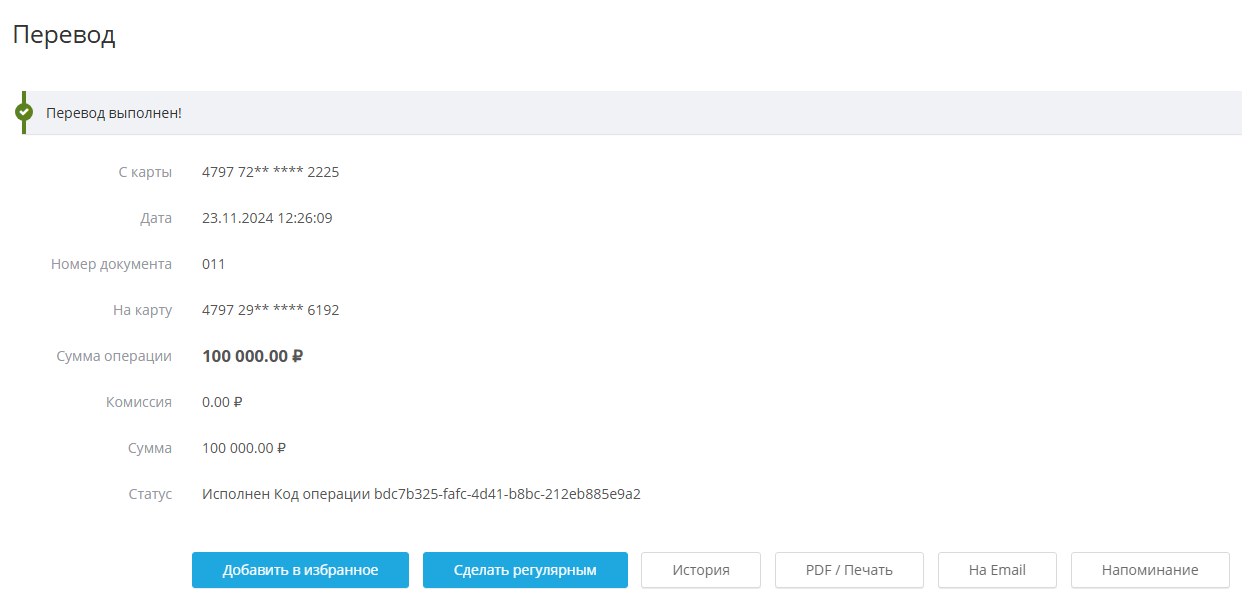 Перевод
Перевод выполнен!
С карты 4797 72** **** 2225
Дата 23.11.2024 12:26:09
Номер документа 011
На карту 4797 29** **** 6192
Сумма операции 100 000.00 ₽
Комиссия 0.00 ₽
Сумма 100 000.00 ₽
Статус Исполнен Код операции bdc7b325-fafc-4d41-b8bc-212eb885e9a2
Добавить в избранное Сделать регулярным История PDF / Печать На Email Напоминание